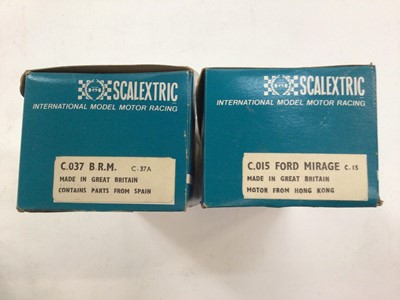 SCALEXTRIC
INTERNATIONAL MODEL MOTOR RACING
C.037 B.R.M. C.37A
MADE IN GREAT BRITAIN
CONTAINS PARTS FROM SPAIN
SCALEXTRIC
INTERNATIONAL MODEL MOTOR RACING
C.015 FORD MIRAGE C.15
MADE IN GREAT BRITAIN
MOTOR FROM HONG KONG